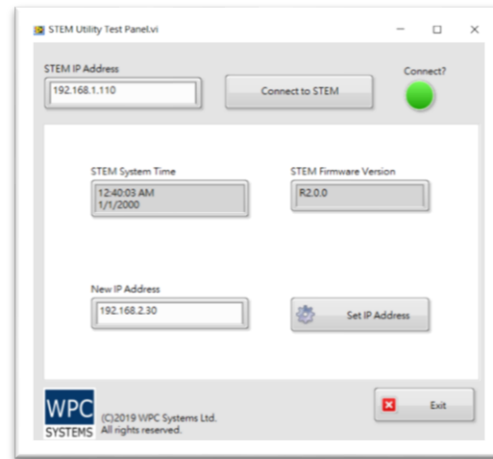 STEM Utility Test Panel.vi
STEM IP Address
Connect?
192.168.1.110
Connect to STEM
STEM System Time
STEM Firmware Version
12:40:03 AM
1/1/2000
R2.0.0
New IP Address
192.168.2.30
Set IP Address
Exit
WPC
SYSTEMS
(C)2019 WPC Systems Ltd.
All rights reserved.